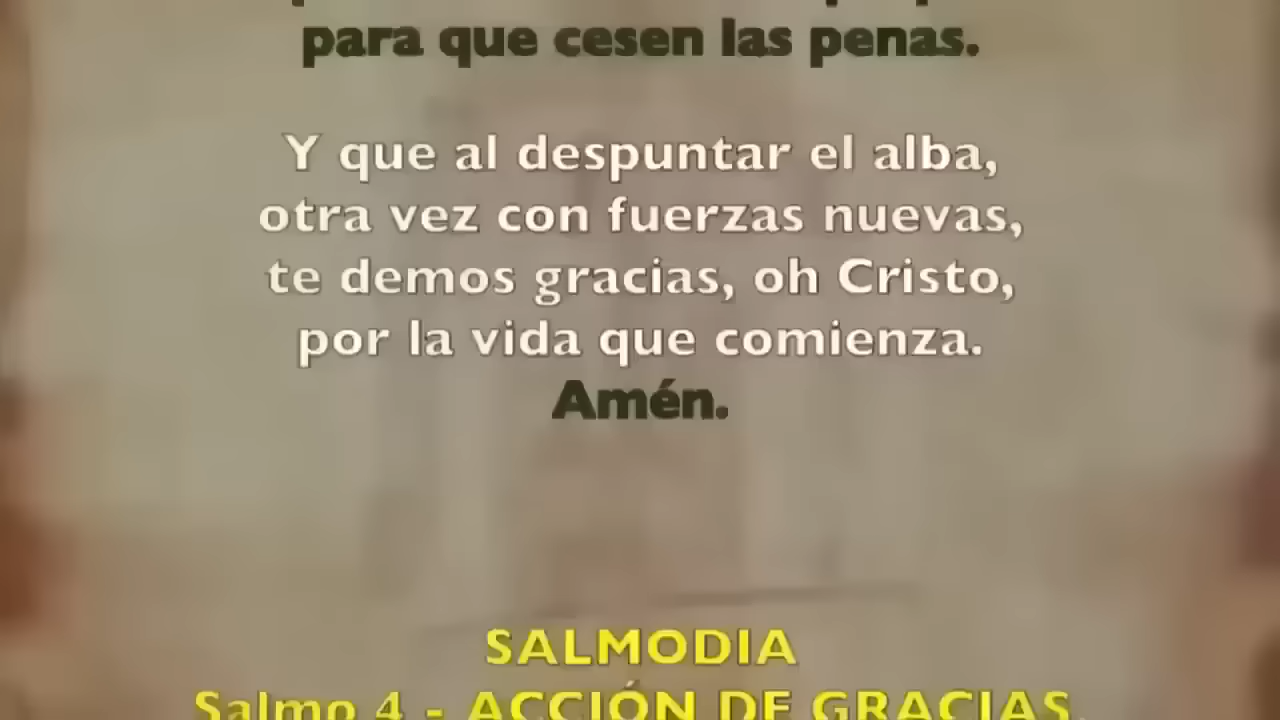 para que cesen las penas.
Y que al despuntar el alba,
otra vez con fuerzas nuevas,
te demos gracias, oh Cristo,
por la vida que comienza.
Amén.
SALMODIA
Salmo 4 - ACCIÓN DE GRACIAS.